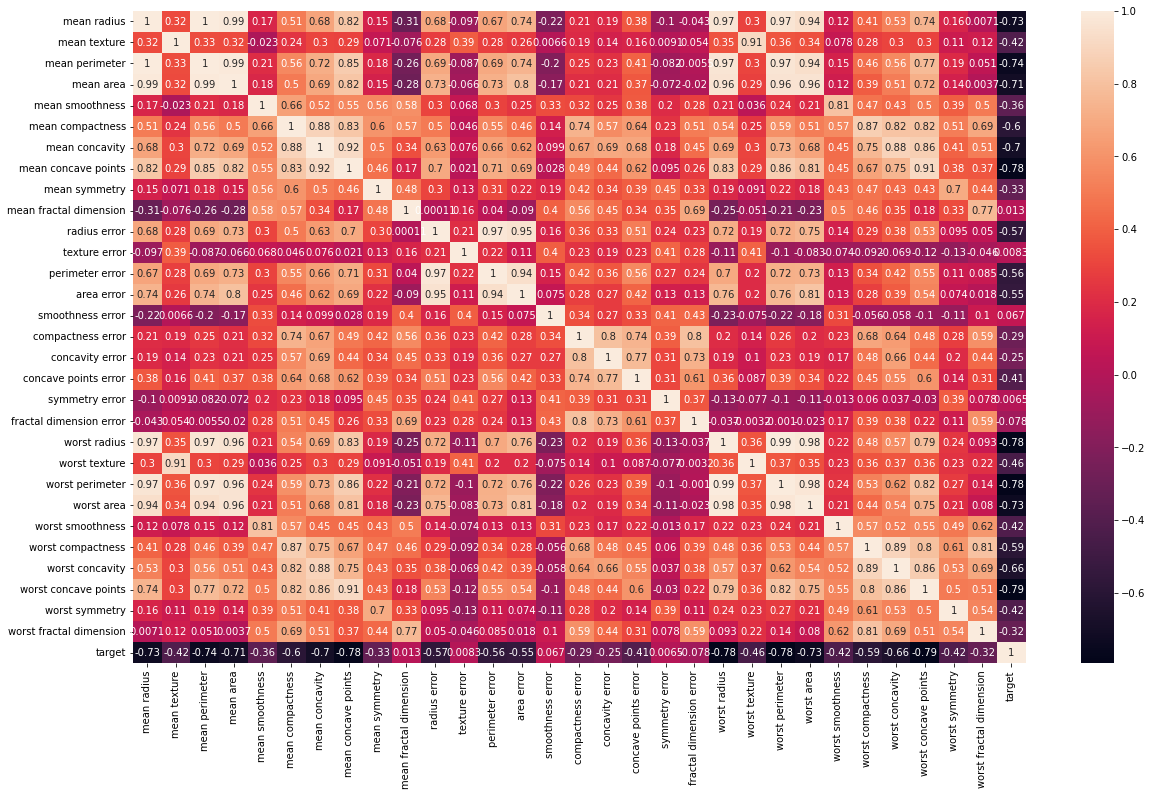 mean radius 1 0.32 1 0.99 0.17 0.51 0.68 0.82 0.15 -0.31 0.68 -0.097 0.67 0.74 -0.22 0.21 0.19 0.38 -0.1 -0.043 0.97 0.3 0.97 0.94 0.12 0.41 0.53 0.74 0.16 0.0071 -0.73
mean texture 0.32 1 0.33 0.32 -0.023 0.24 0.3 0.29 0.071 -0.076 0.28 0.39 0.28 0.26 0.0066 0.19 0.14 0.16 0.0091 -0.054 0.35 0.91 0.36 0.34 0.078 0.28 0.3 0.3 0.11 0.12 -0.42
mean perimeter 1 0.33 1 0.99 0.21 0.56 0.72 0.85 0.18 -0.26 0.69 -0.087 0.69 0.74 -0.2 0.25 0.23 0.41 -0.082 -0.0055 0.97 0.3 0.97 0.94 0.15 0.46 0.56 0.77 0.19 0.051 -0.74
mean area 0.99 0.32 0.99 1 0.18 0.5 0.69 0.82 0.15 -0.28 0.73 -0.066 0.73 0.8 -0.17 0.21 0.21 0.37 -0.072 -0.02 0.96 0.29 0.96 0.96 0.12 0.39 0.51 0.72 0.14 0.0037 -0.71
mean smoothness 0.17 -0.023 0.21 0.18 1 0.66 0.52 0.55 0.56 0.58 0.3 0.068 0.3 0.25 0.33 0.32 0.25 0.38 0.2 0.28 0.21 0.036 0.24 0.21 0.81 0.47 0.43 0.5 0.39 0.5 -0.36
mean compactness 0.51 0.24 0.56 0.5 0.66 1 0.88 0.83 0.6 0.57 0.5 0.046 0.55 0.46 0.14 0.74 0.57 0.64 0.23 0.51 0.54 0.25 0.59 0.51 0.57 0.87 0.82 0.82 0.51 0.69 -0.6
mean concavity 0.68 0.3 0.72 0.69 0.52 0.88 1 0.92 0.5 0.34 0.63 0.076 0.66 0.62 0.099 0.67 0.69 0.68 0.18 0.45 0.69 0.3 0.73 0.68 0.45 0.75 0.88 0.86 0.41 0.51 -0.7
mean concave points 0.82 0.29 0.85 0.82 0.55 0.83 0.92 1 0.46 0.17 0.7 0.021 0.71 0.69 0.028 0.49 0.44 0.62 0.095 0.26 0.83 0.29 0.86 0.81 0.45 0.67 0.75 0.91 0.38 0.37 -0.78
mean symmetry 0.15 0.071 0.18 0.15 0.56 0.6 0.5 0.46 1 0.48 0.3 0.13 0.31 0.22 0.19 0.42 0.34 0.39 0.45 0.33 0.19 0.091 0.22 0.18 0.43 0.47 0.43 0.43 0.7 0.44 -0.33
mean fractal dimension -0.31 -0.076 -0.26 -0.28 0.58 0.57 0.34 0.17 0.48 1 0.00011 0.16 0.04 -0.09 0.4 0.56 0.45 0.34 0.35 0.69 -0.25 -0.051 -0.21 -0.23 0.5 0.46 0.35 0.18 0.33 0.77 0.013
radius error 0.68 0.28 0.69 0.73 0.3 0.5 0.63 0.7 0.3 0.0001 1 0.21 0.97 0.95 0.16 0.36 0.33 0.51 0.24 0.23 0.72 0.19 0.72 0.75 0.14 0.29 0.38 0.53 0.095 0.05 -0.57
texture error -0.097 0.39 -0.087 -0.066 0.068 0.046 0.076 0.021 0.13 0.16 0.21 1 0.22 0.11 0.4 0.23 0.19 0.23 0.41 0.28 -0.11 0.41 -0.1 -0.083 -0.074 -0.092 -0.069 -0.12 -0.13 -0.046 0.0083
perimeter error 0.67 0.28 0.69 0.73 0.3 0.55 0.66 0.71 0.31 0.04 0.97 0.22 1 0.94 0.15 0.42 0.36 0.56 0.27 0.24 0.7 0.2 0.72 0.73 0.13 0.34 0.42 0.55 0.11 0.085 -0.56
area error 0.74 0.26 0.74 0.8 0.25 0.46 0.62 0.69 0.22 -0.09 0.95 0.11 0.94 1 0.075 0.28 0.27 0.42 0.13 0.13 0.76 0.2 0.76 0.81 0.13 0.28 0.39 0.54 0.074 0.018 -0.55
smoothness error -0.22 0.0066 -0.2 -0.17 0.33 0.14 0.099 0.028 0.19 0.4 0.16 0.4 0.15 0.075 1 0.34 0.27 0.33 0.41 0.43 -0.23 -0.075 -0.22 -0.18 0.31 -0.056 -0.058 -0.1 -0.11 0.1 0.067
compactness error 0.21 0.19 0.25 0.21 0.32 0.74 0.67 0.49 0.42 0.56 0.36 0.23 0.42 0.28 0.34 1 0.8 0.74 0.39 0.8 0.2 0.14 0.26 0.2 0.23 0.68 0.64 0.48 0.28 0.59 -0.29
concavity error 0.19 0.14 0.23 0.21 0.25 0.57 0.69 0.44 0.34 0.45 0.33 0.19 0.36 0.27 0.27 0.8 1 0.77 0.31 0.73 0.19 0.1 0.23 0.19 0.17 0.48 0.66 0.44 0.2 0.44 -0.25
concave points error 0.38 0.16 0.41 0.37 0.38 0.64 0.68 0.62 0.39 0.34 0.51 0.23 0.56 0.42 0.33 0.74 0.77 1 0.31 0.61 0.36 0.087 0.39 0.34 0.22 0.45 0.55 0.6 0.14 0.31 -0.41
symmetry error -0.1 0.0091 -0.082 -0.072 0.2 0.23 0.18 0.095 0.45 0.35 0.24 0.41 0.27 0.13 0.41 0.39 0.31 0.31 1 0.37 -0.13 -0.077 -0.1 -0.11 -0.013 0.06 0.037 -0.03 0.39 0.078 0.0065
fractal dimension error -0.043 0.054 -0.0055 -0.02 0.28 0.51 0.45 0.26 0.33 0.69 0.23 0.28 0.24 0.13 0.43 0.8 0.73 0.61 0.37 1 -0.037 -0.0032 -0.001 -0.023 0.17 0.39 0.38 0.22 0.11 0.59 -0.078
worst radius 0.97 0.35 0.97 0.96 0.21 0.54 0.69 0.83 0.19 -0.25 0.72 -0.11 0.7 0.76 -0.23 0.2 0.19 0.36 -0.13 -0.037 1 0.36 0.99 0.98 0.22 0.48 0.57 0.79 0.24 0.093 -0.78
worst texture 0.3 0.91 0.3 0.29 0.036 0.25 0.3 0.29 0.091 -0.051 0.19 0.41 0.2 0.2 -0.075 0.14 0.1 0.087 -0.077 -0.0032 0.36 1 0.37 0.35 0.23 0.36 0.37 0.36 0.23 0.22 -0.46
worst perimeter 0.97 0.36 0.97 0.96 0.24 0.59 0.73 0.86 0.22 -0.21 0.72 -0.1 0.72 0.76 -0.22 0.26 0.23 0.39 -0.1 -0.001 0.99 0.37 1 0.98 0.24 0.53 0.62 0.82 0.27 0.14 -0.78
worst area 0.94 0.34 0.94 0.96 0.21 0.51 0.68 0.81 0.18 -0.23 0.75 -0.083 0.73 0.81 -0.18 0.2 0.19 0.34 -0.11 -0.023 0.98 0.35 0.98 1 0.21 0.44 0.54 0.75 0.21 0.08 -0.73
worst smoothness 0.12 0.078 0.15 0.12 0.81 0.57 0.45 0.45 0.43 0.5 0.14 -0.074 0.13 0.13 0.31 0.23 0.17 0.22 -0.013 0.17 0.22 0.23 0.24 0.21 1 0.57 0.52 0.55 0.49 0.62 -0.42
worst compactness 0.41 0.28 0.46 0.39 0.47 0.87 0.75 0.67 0.47 0.46 0.29 -0.092 0.34 0.28 -0.056 0.68 0.48 0.45 0.06 0.39 0.48 0.36 0.53 0.44 0.57 1 0.89 0.8 0.61 0.81 -0.59
worst concavity 0.53 0.3 0.56 0.51 0.43 0.82 0.88 0.75 0.43 0.35 0.38 -0.069 0.42 0.39 -0.058 0.64 0.66 0.55 0.037 0.38 0.57 0.37 0.62 0.54 0.52 0.89 1 0.86 0.53 0.69 -0.66
worst concave points 0.74 0.3 0.77 0.72 0.5 0.82 0.86 0.91 0.43 0.18 0.53 -0.12 0.55 0.54 -0.1 0.48 0.44 0.6 -0.03 0.22 0.79 0.36 0.82 0.75 0.55 0.8 0.86 1 0.5 0.51 -0.79
worst symmetry 0.16 0.11 0.19 0.14 0.39 0.51 0.41 0.38 0.7 0.33 0.095 -0.13 0.11 0.074 -0.11 0.28 0.2 0.14 0.39 0.11 0.24 0.23 0.27 0.21 0.49 0.61 0.53 0.5 1 0.54 -0.42
worst fractal dimension 0.0071 0.12 0.051 0.0037 0.5 0.69 0.51 0.37 0.44 0.77 0.05 -0.046 0.085 0.018 0.1 0.59 0.44 0.31 0.078 0.59 0.093 0.22 0.14 0.08 0.62 0.81 0.69 0.51 0.54 1 -0.32
target -0.73 -0.42 -0.74 -0.71 -0.36 -0.6 -0.7 -0.78 -0.33 0.013 -0.57 0.0083 -0.56 -0.55 0.067 -0.29 -0.25 -0.41 0.0065 -0.078 -0.78 -0.46 -0.78 -0.73 -0.42 -0.59 -0.66 -0.79 -0.42 -0.32 1
mean radius
mean texture
mean perimeter
mean area
mean smoothness
mean compactness
mean concavity
mean concave points
mean symmetry
mean fractal dimension
radius error
texture error
perimeter error
area error
smoothness error
compactness error
concavity error
concave points error
symmetry error
fractal dimension error
worst radius
worst texture
worst perimeter
worst area
worst smoothness
worst compactness
worst concavity
worst concave points
worst symmetry
worst fractal dimension
target
1.0
0.8
0.6
0.4
0.2
0.0
−0.2
−0.4
−0.6